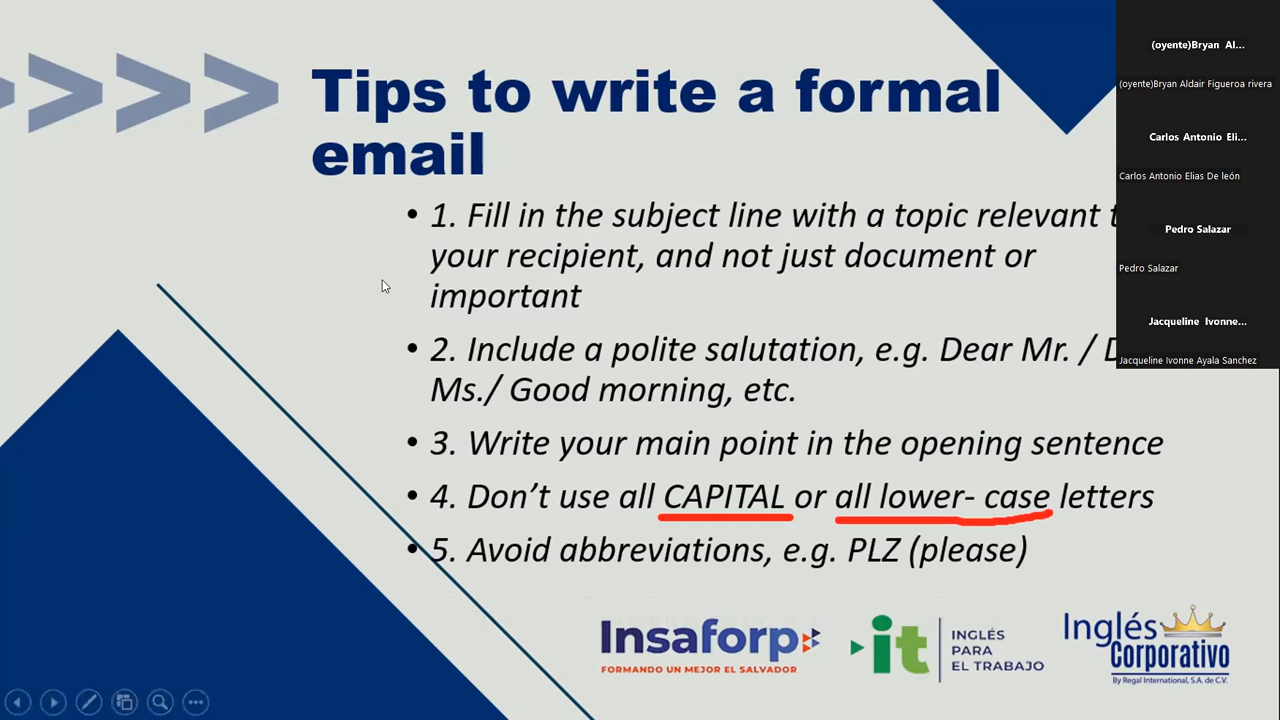 Tips to write a formal
email
• 1. Fill in the subject line with a topic relevant
your recipient, and not just document or
important
• 2. Include a polite salutation, e.g. Dear Mr. /
Ms./ Good morning, etc.
• 3. Write your main point in the opening sentence
• 4. Don’t use all CAPITAL or all lower- case letters
• 5. Avoid abbreviations, e.g. PLZ (please)
(oyente)Bryan Al...
(oyente)Bryan Aldair Figueroa rivera
Carlos Antonio Eli...
Carlos Antonio Elias De león
Pedro Salazar
Pedro Salazar
Jacqueline Ivonne...
Jacqueline Ivonne Ayala Sanchez
Insaforp
FORMANDO UN MEJOR EL SALVADOR
it
INGLÉS
PARA
EL TRABAJO
Inglés
Corporativo
By Regal International, S.A. de C.V.